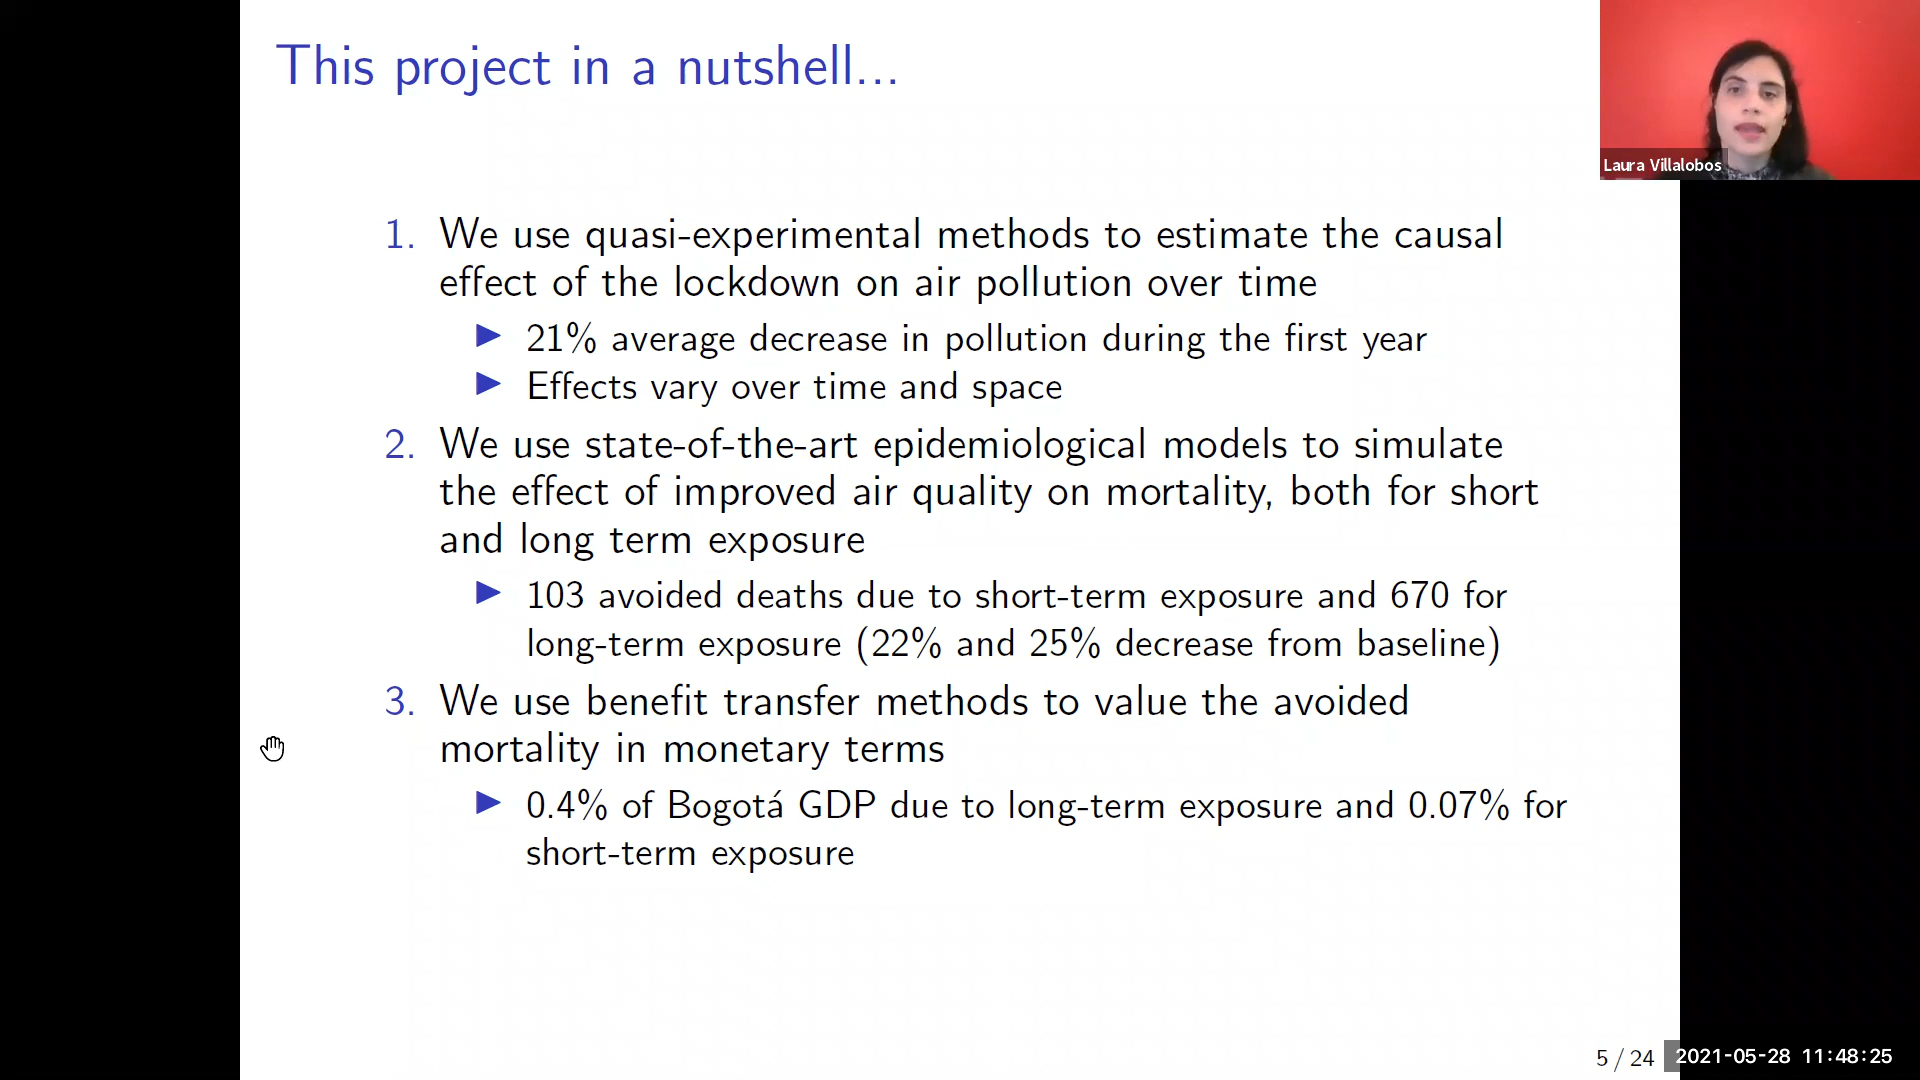 This project in a nutshell...
Laura Villalobos
1. We use quasi-experimental methods to estimate the causal
effect of the lockdown on air pollution over time
▶ 21% average decrease in pollution during the first year
▶ Effects vary over time and space
2. We use state-of-the-art epidemiological models to simulate
the effect of improved air quality on mortality, both for short
and long term exposure
▶ 103 avoided deaths due to short-term exposure and 670 for
long-term exposure (22% and 25% decrease from baseline)
3. We use benefit transfer methods to value the avoided
mortality in monetary terms
▶ 0.4% of Bogotá GDP due to long-term exposure and 0.07% for
short-term exposure
5 / 24
2021-05-28 11:48:25